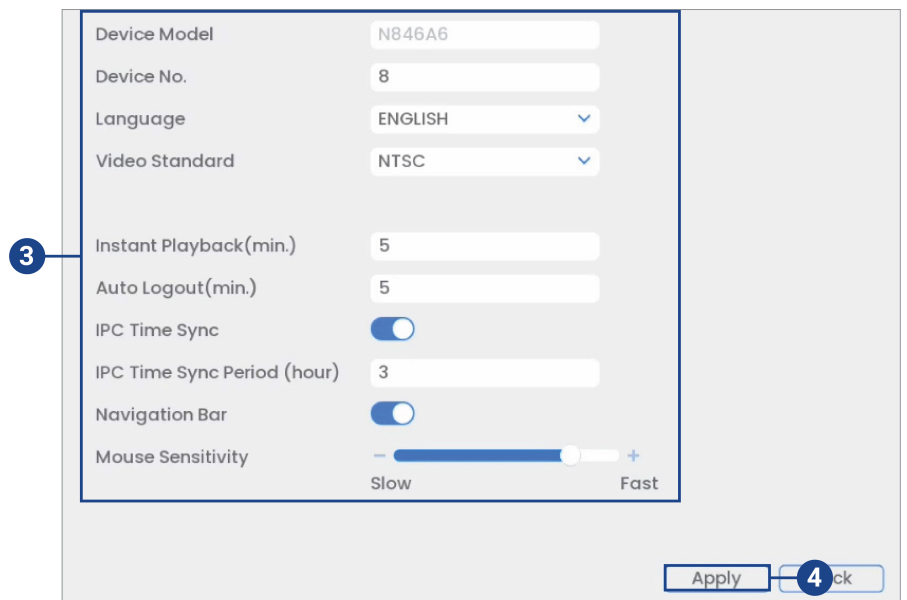 Device Model N846A6
Device No. 8
Language ENGLISH
Video Standard NTSC
Instant Playback(min.) 5
3
Auto Logout(min.) 5
IPC Time Sync
IPC Time Sync Period (hour) 3
Navigation Bar
Mouse Sensitivity - +
Slow Fast
Apply 4 ck